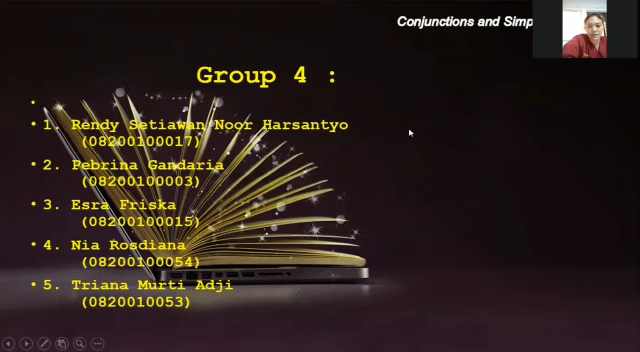 Conjunctions and Simp
Group 4 :
1. Rendy Setiawan Noor Harsantyo
(08200100017)
2. Pebrina Gandaria
(08200100003)
3. Esra Friska
(08200100015)
4. Nia Rosdiana
(08200100054)
5. Triana Murti Adji
(0820010053)